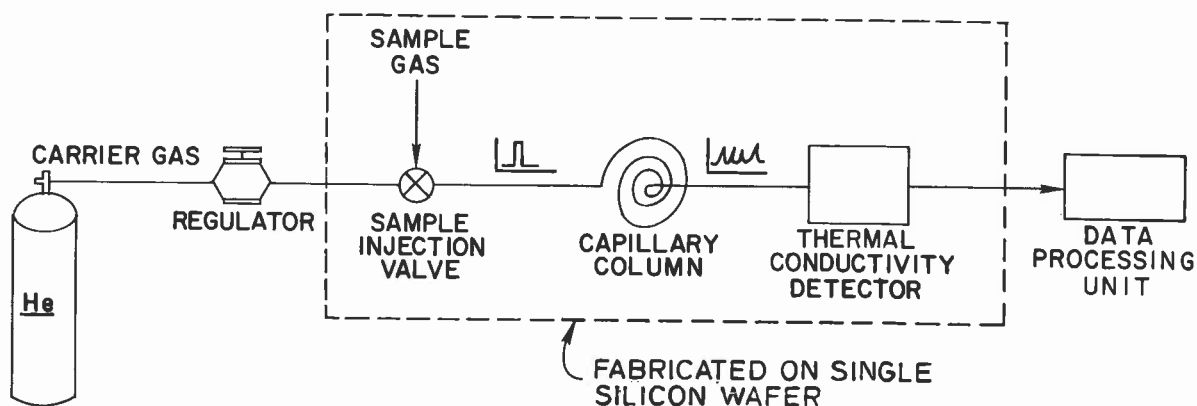 SAMPLE
GAS
CARRIER GAS
REGULATOR
He
SAMPLE
INJECTION
VALVE
CAPILLARY
COLUMN
THERMAL
CONDUCTIVITY
DETECTOR
DATA
PROCESSING
UNIT
FABRICATED ON SINGLE
SILICON WAFER